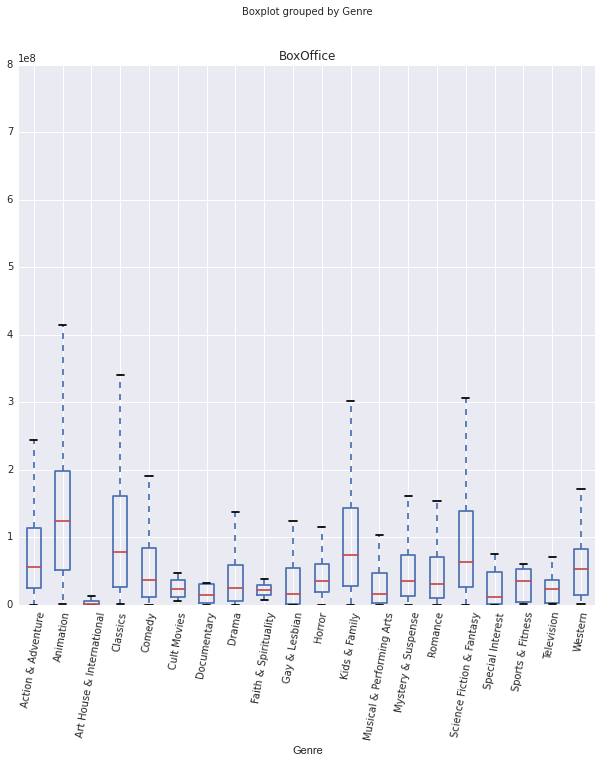 Boxplot grouped by Genre
BoxOffice
1e8
8
7
6
5
4
3
2
1
0
Action & Adventure
Animation
Art House & International
Classics
Comedy
Cult Movies
Documentary
Drama
Faith & Spirituality
Gay & Lesbian
Horror
Kids & Family
Musical & Performing Arts
Mystery & Suspense
Romance
Science Fiction & Fantasy
Special Interest
Sports & Fitness
Television
Western
Genre